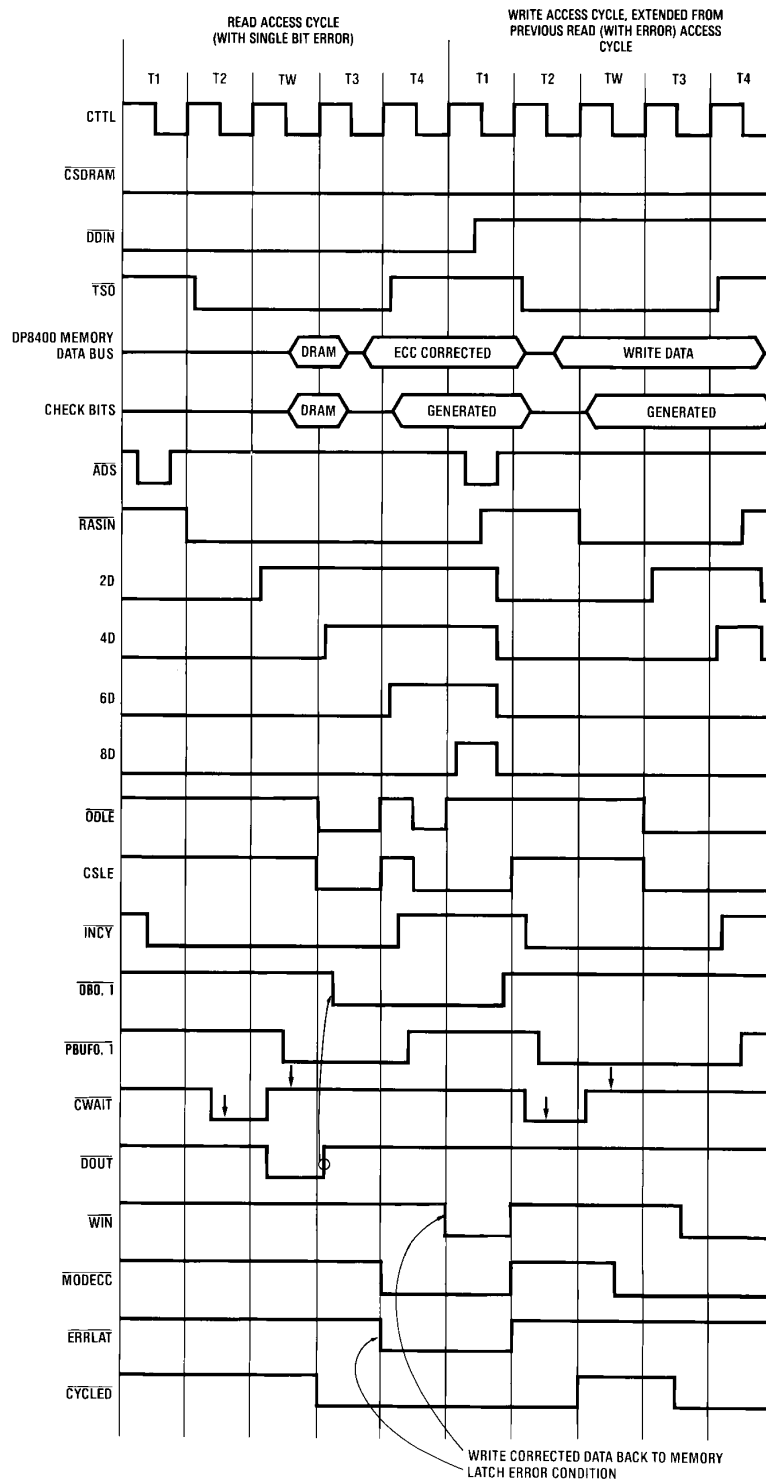 READ ACCESS CYCLE
(WITH SINGLE BIT ERROR)
WRITE ACCESS CYCLE, EXTENDED FROM
PREVIOUS READ (WITH ERROR) ACCESS
CYCLE
T1 T2 TW T3 T4 T1 T2 TW T3 T4
CTTL
CSDRAM
DDIN
TSO
DP8400 MEMORY
DATA BUS
DRAM ECC CORRECTED WRITE DATA
CHECK BITS DRAM GENERATED GENERATED
ADS
RASIN
2D
4D
6D
8D
ODLE
CSLE
INCY
OBO, 1
PBUFO, 1
CWAIT
DOUT
WIN
MODECC
ERRLAT
CYCLED
WRITE CORRECTED DATA BACK TO MEMORY
LATCH ERROR CONDITION